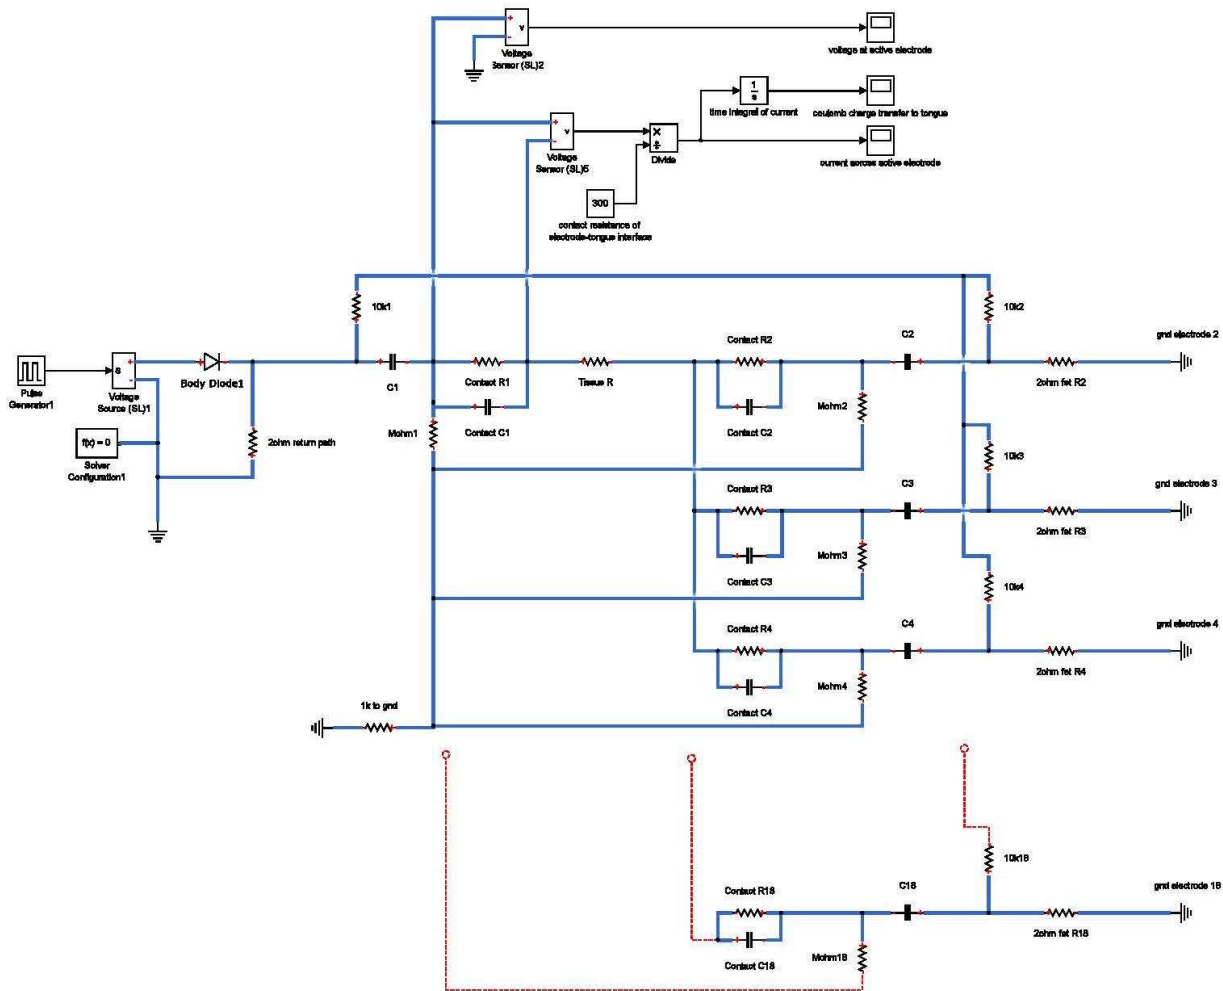 +
-
v
Voltage
Sensor (SL)2
voltage at active electrode
1
s
time integral of current
coulomb charge transfer to tongue
+
-
v
Voltage
Sensor (SL)5
×
÷
Divide
current across active electrode
300
contact resistance of
electrode-tongue interface
10k1
10k2
C1
Contact R1
Tissue R
Contact R2
C2
gnd electrode 2
Pulse
Generator1
S
Voltage
Source (SL)1
Body Diode1
Contact C1
Mohm1
Contact C2
Mohm2
2ohm fet R2
f(x) = 0
Solver
Configuration1
2ohm return path
10k3
Contact R3
C3
gnd electrode 3
Contact C3
Mohm3
2ohm fet R3
10k4
Contact R4
C4
gnd electrode 4
Contact C4
Mohm4
2ohm fet R4
1k to gnd
10k18
Contact R18
C18
gnd electrode 18
Contact C18
Mohm18
2ohm fet R18